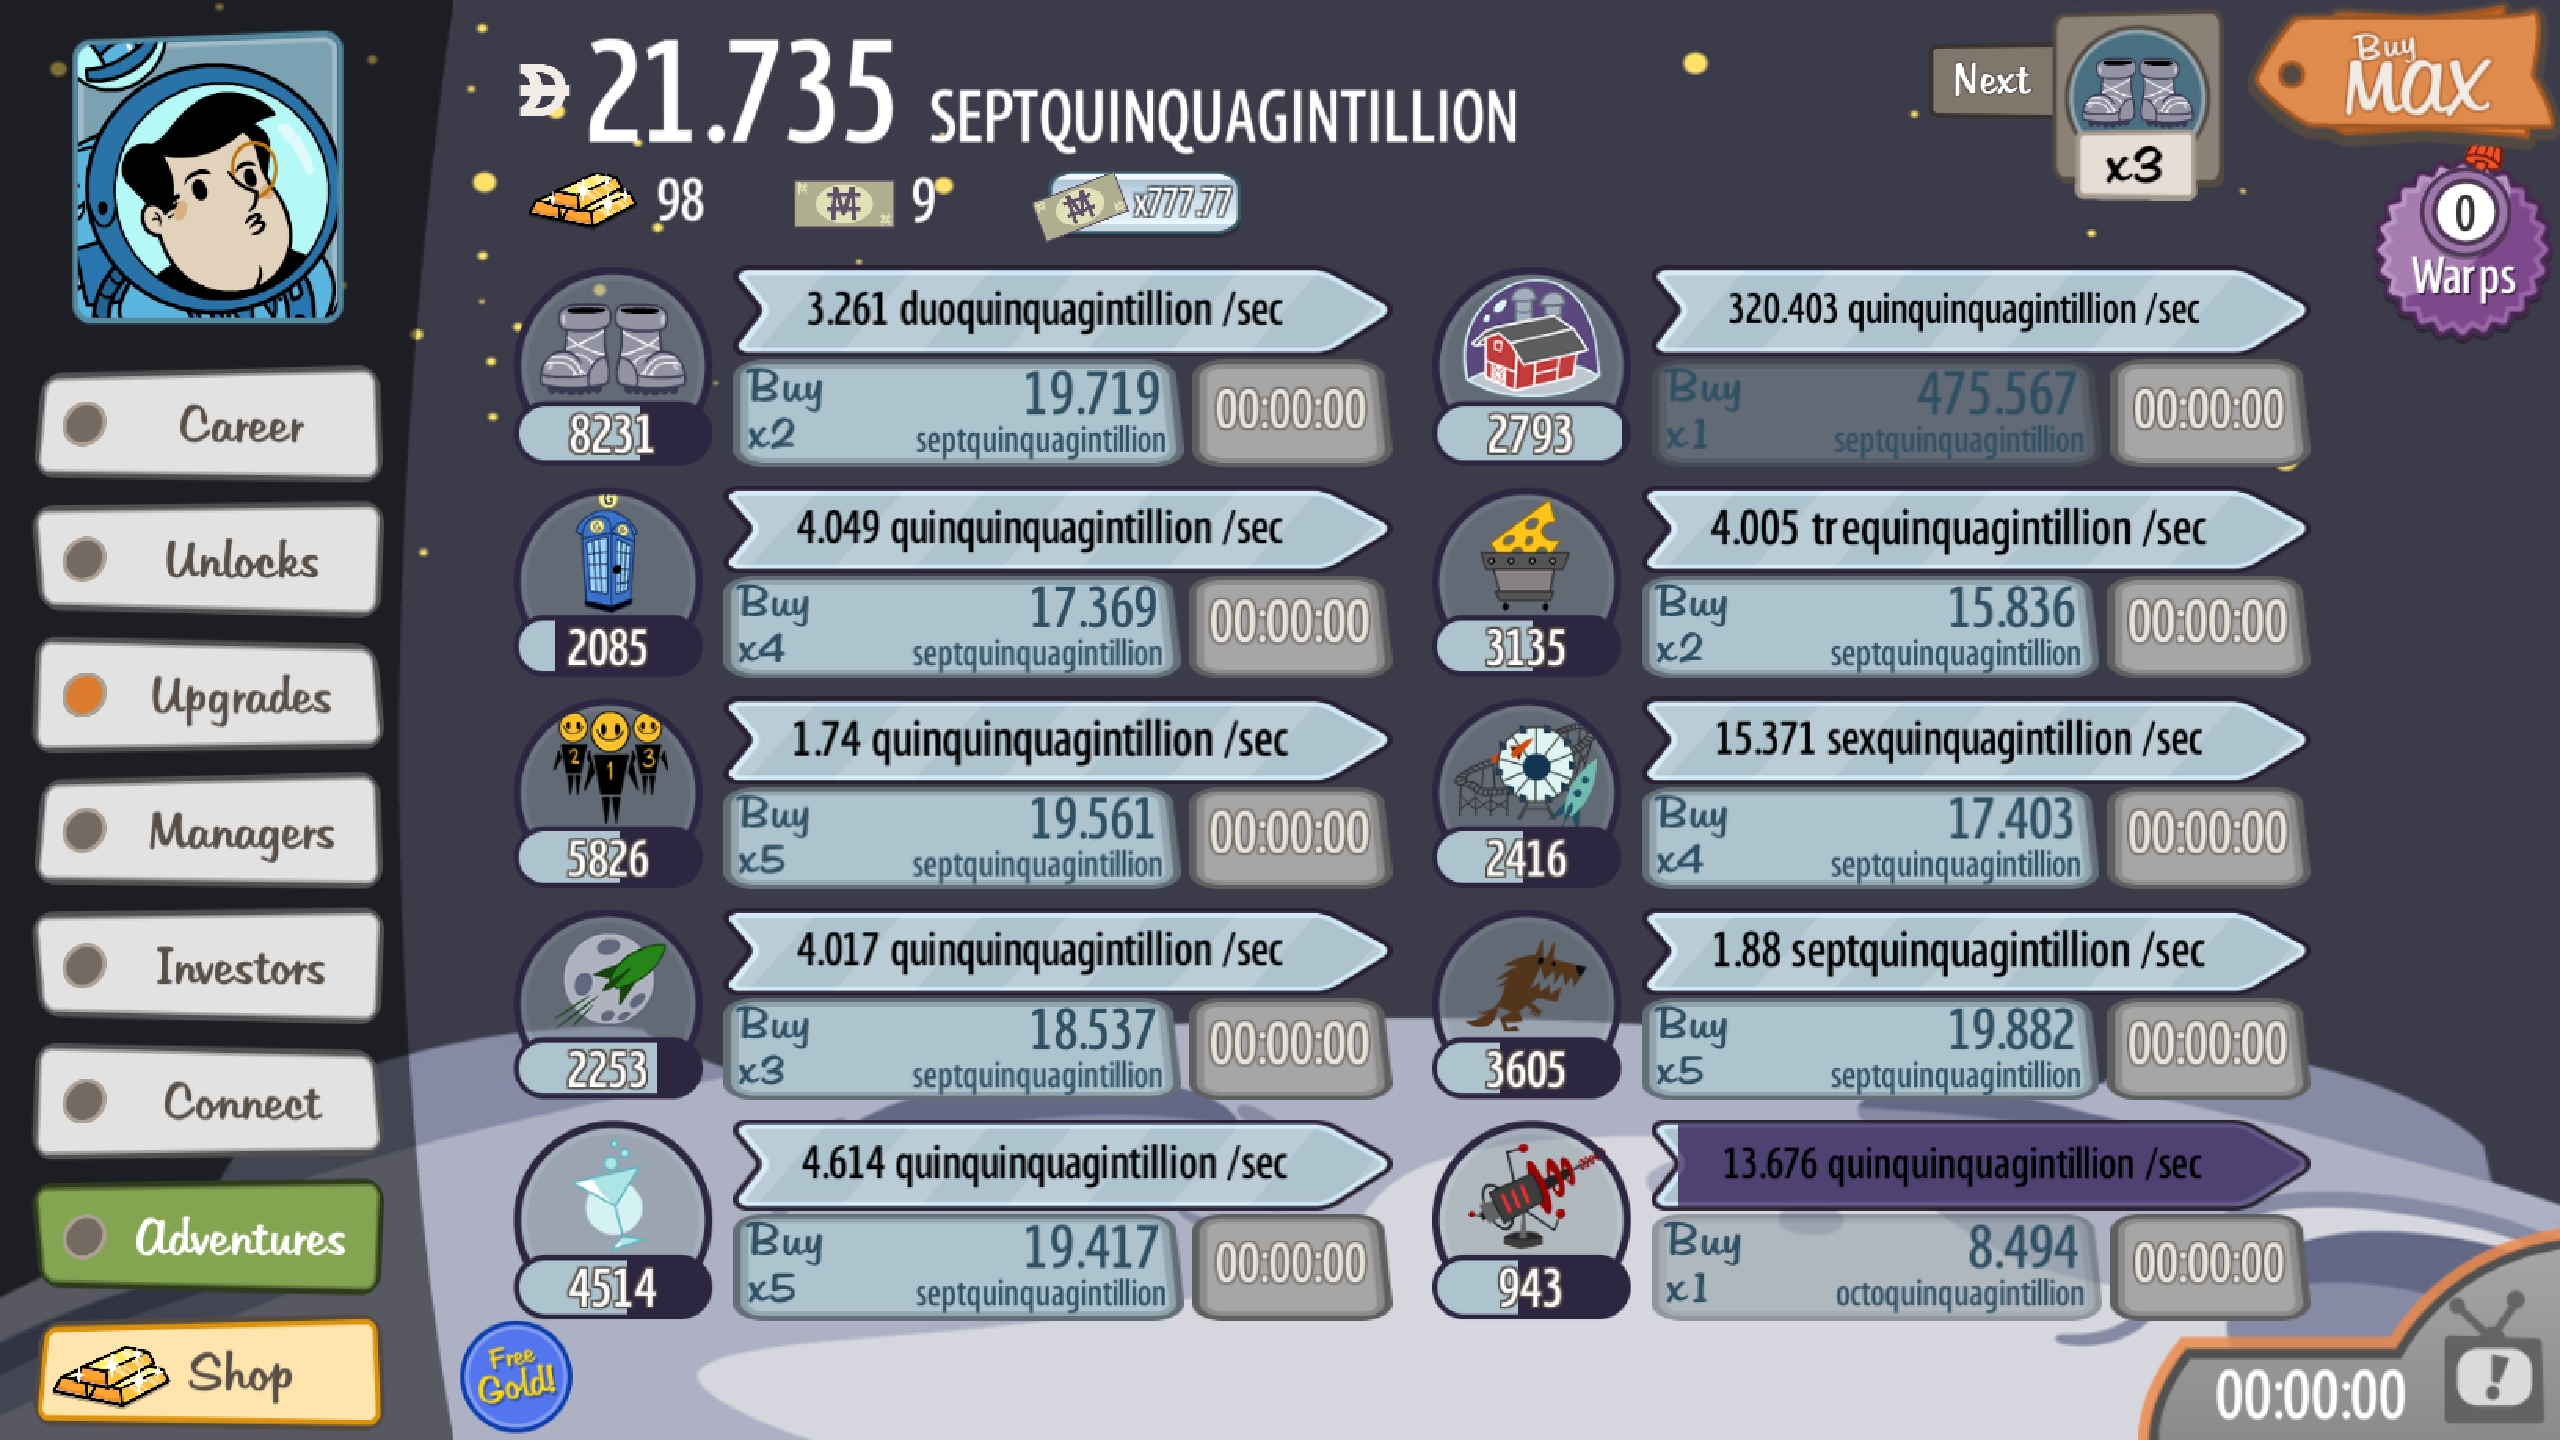 21.735 SEPTQUINQUAGINTILLION
98
9
x777.77
Next
x3
Buy
MAX
0
Warps
Career
Unlocks
Upgrades
Managers
Investors
Connect
Adventures
Shop
3.261 duoquinquagintillion /sec
8231
Buy 19.719
x2 septquinquagintillion
00:00:00
4.049 quinquinquagintillion /sec
G
G G
2085
Buy 17.369
x4 septquinquagintillion
00:00:00
1.74 quinquinquagintillion /sec
2 1 3
5826
Buy 19.561
x5 septquinquagintillion
00:00:00
4.017 quinquinquagintillion /sec
2253
Buy 18.537
x3 septquinquagintillion
00:00:00
4.614 quinquinquagintillion /sec
4514
Buy 19.417
x5 septquinquagintillion
00:00:00
320.403 quinquinquagintillion /sec
2793
Buy 475.567
x1 septquinquagintillion
00:00:00
4.005 trequinquagintillion /sec
3135
Buy 15.836
x2 septquinquagintillion
00:00:00
15.371 sexquinquagintillion /sec
2416
Buy 17.403
x4 septquinquagintillion
00:00:00
1.88 septquinquagintillion /sec
3605
Buy 19.882
x5 septquinquagintillion
00:00:00
13.676 quinquinquagintillion /sec
943
Buy 8.494
x1 octoquinquagintillion
00:00:00
Free
Gold!
00:00:00
!